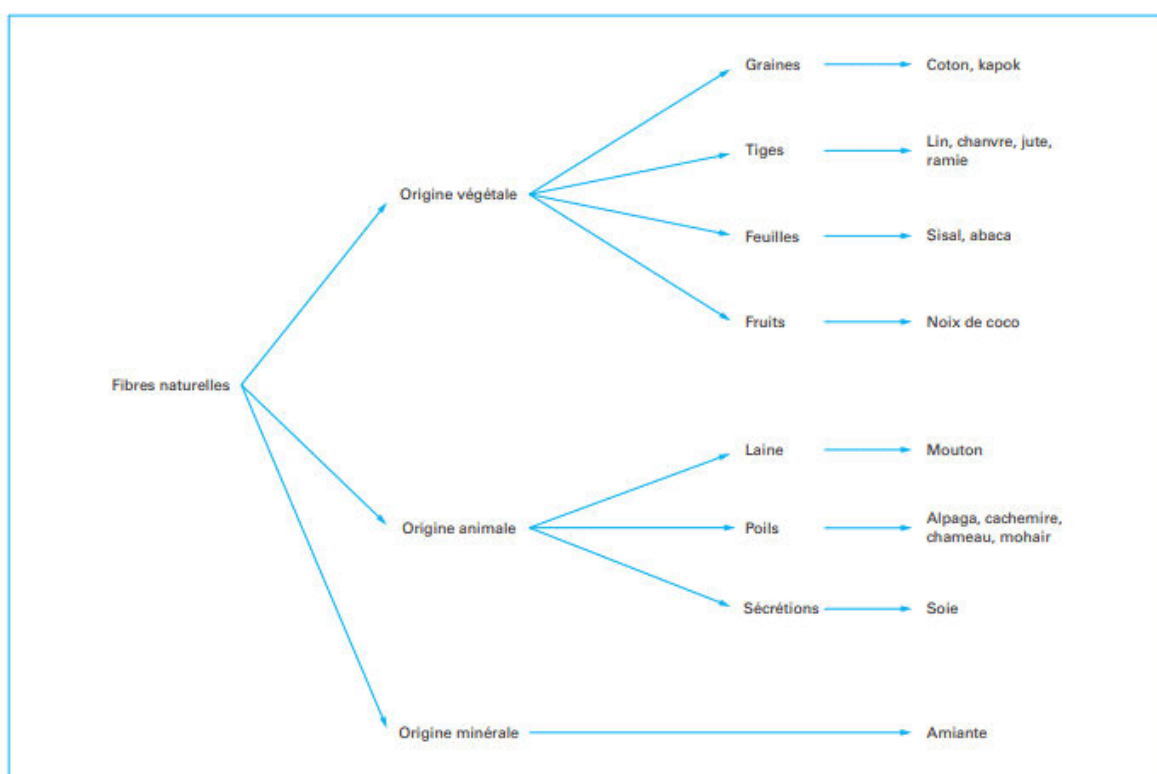 Graines
Coton, kapok
Tiges
Lin, chanvre, jute,
ramie
Origine végétale
Feuilles
Sisal, abaca
Fruits
Noix de coco
Fibres naturelles
Laine
Mouton
Origine animale
Poils
Alpaga, cachemire,
chameau, mohair
Sécrétions
Soie
Origine minérale
Amiante